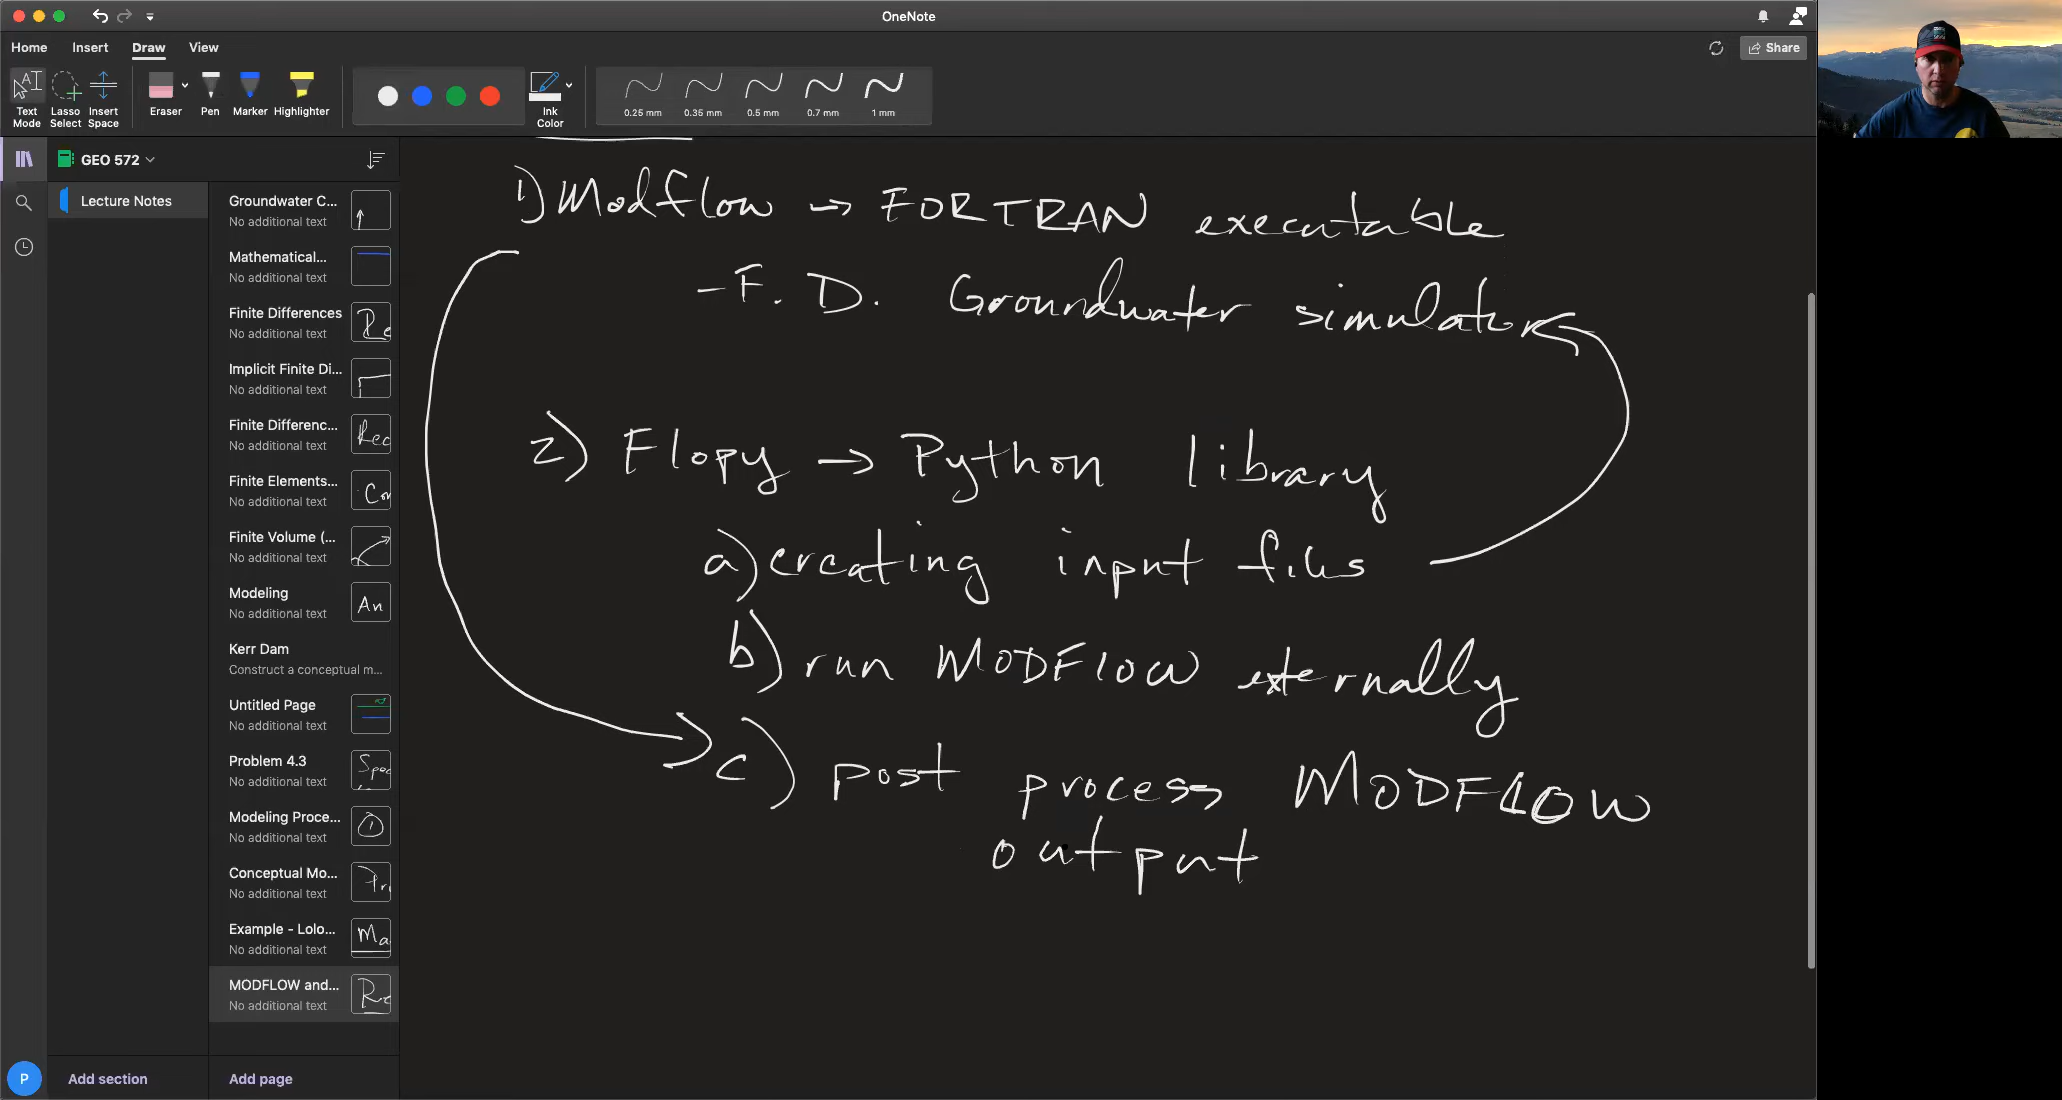 OneNote
Home Insert Draw View
Share
Text Mode
Lasso Select
Insert Space
Eraser
Pen
Marker
Highlighter
Ink Color
0.25 mm
0.35 mm
0.5 mm
0.7 mm
1 mm
GEO 572
Lecture Notes
Groundwater C...
No additional text
Mathematical...
No additional text
Finite Differences
No additional text
Implicit Finite Di...
No additional text
Finite Differenc...
No additional text
Finite Elements...
No additional text
Finite Volume (...
No additional text
Modeling
No additional text
Kerr Dam
Construct a conceptual m...
Untitled Page
No additional text
Problem 4.3
No additional text
Modeling Proce...
No additional text
Conceptual Mo...
No additional text
Example - Lolo...
No additional text
MODFLOW and...
No additional text
P
Add section
Add page
1) Modflow → FORTRAN executable
- F. D. Groundwater simulator
2) Flopy → Python library
a) creating input files
b) run MODFLOW externally
c) post process MODFLOW
output